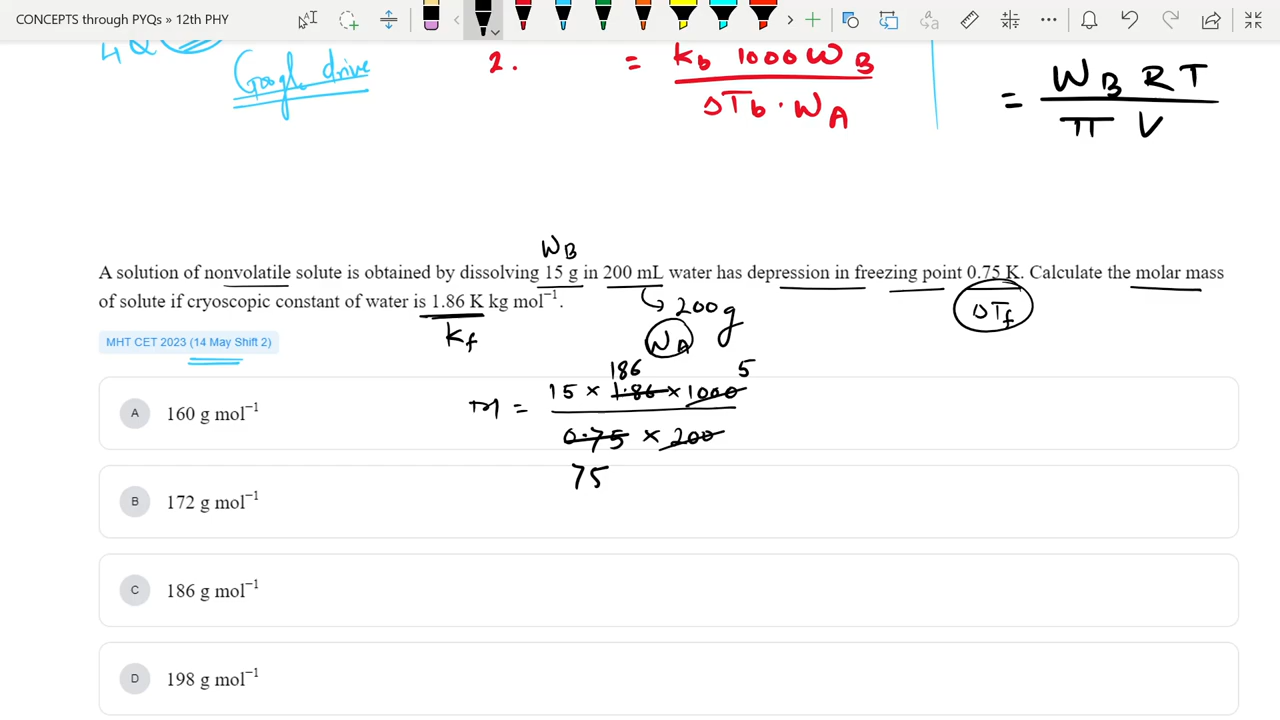 CONCEPTS through PYQs » 12th PHY
Google drive
2. = Kb 1000 WB
ΔTb · WA
= WB R T
π V
WB
A solution of nonvolatile solute is obtained by dissolving 15 g in 200 mL water has depression in freezing point 0.75 K. Calculate the molar mass
of solute if cryoscopic constant of water is 1.86 K kg mol⁻¹.
→ 200 g
ΔTf
Kf
WA
MHT CET 2023 (14 May Shift 2)
186 5
M = 15 × 1.86 × 1000
0.75 × 200
75
A 160 g mol⁻¹
B 172 g mol⁻¹
C 186 g mol⁻¹
D 198 g mol⁻¹